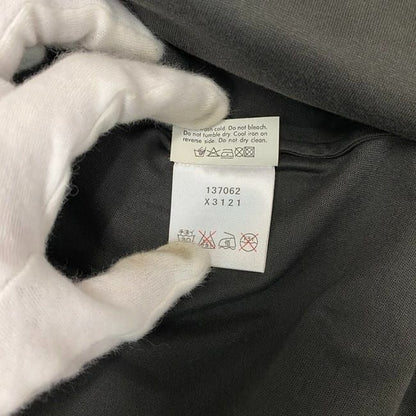 wash cold. Do not bleach.
Do not tumble dry. Cool iron on
reverse side. Do not dry clean.
137062
X3121